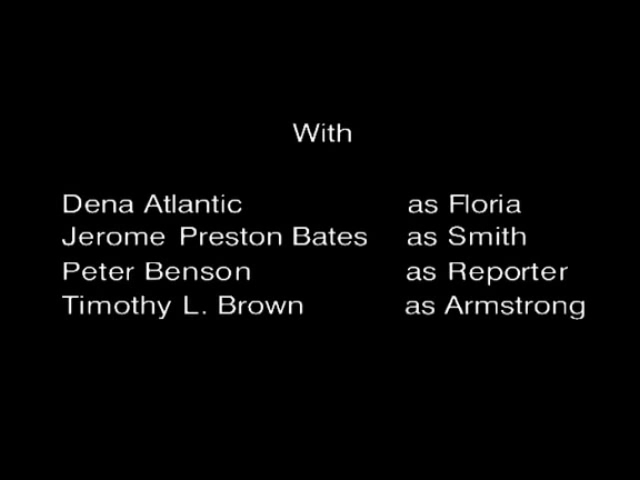 With
Dena Atlantic as Floria
Jerome Preston Bates as Smith
Peter Benson as Reporter
Timothy L. Brown as Armstrong